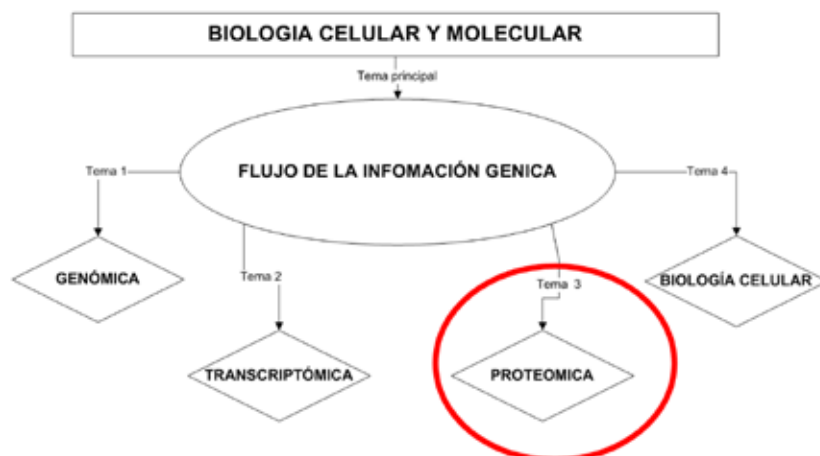 BIOLOGIA CELULAR Y MOLECULAR
Tema principal
FLUJO DE LA INFOMACIÓN GENICA
Tema 1
Tema 4
GENÓMICA
Tema 2
Tema 3
BIOLOGÍA CELULAR
TRANSCRIPTÓMICA
PROTEOMICA